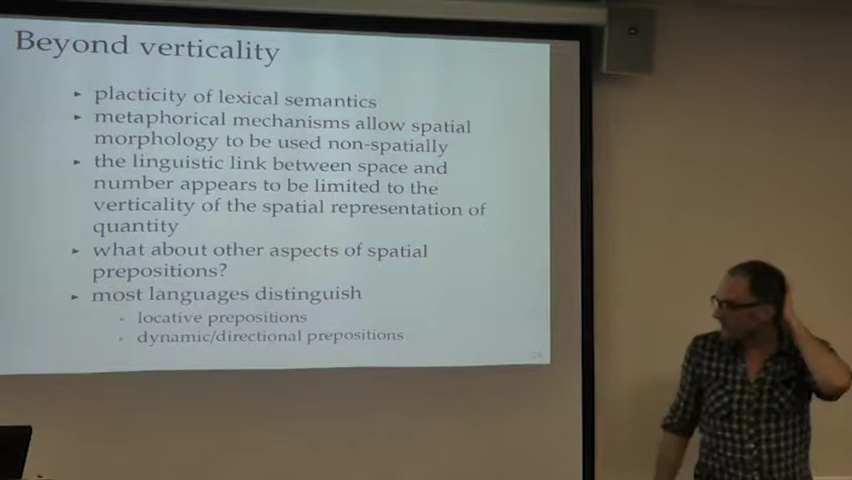 Beyond verticality
▸ placticity of lexical semantics
▸ metaphorical mechanisms allow spatial
morphology to be used non-spatially
▸ the linguistic link between space and
number appears to be limited to the
verticality of the spatial representation of
quantity
▸ what about other aspects of spatial
prepositions?
▸ most languages distinguish
▸ locative prepositions
▸ dynamic/directional prepositions